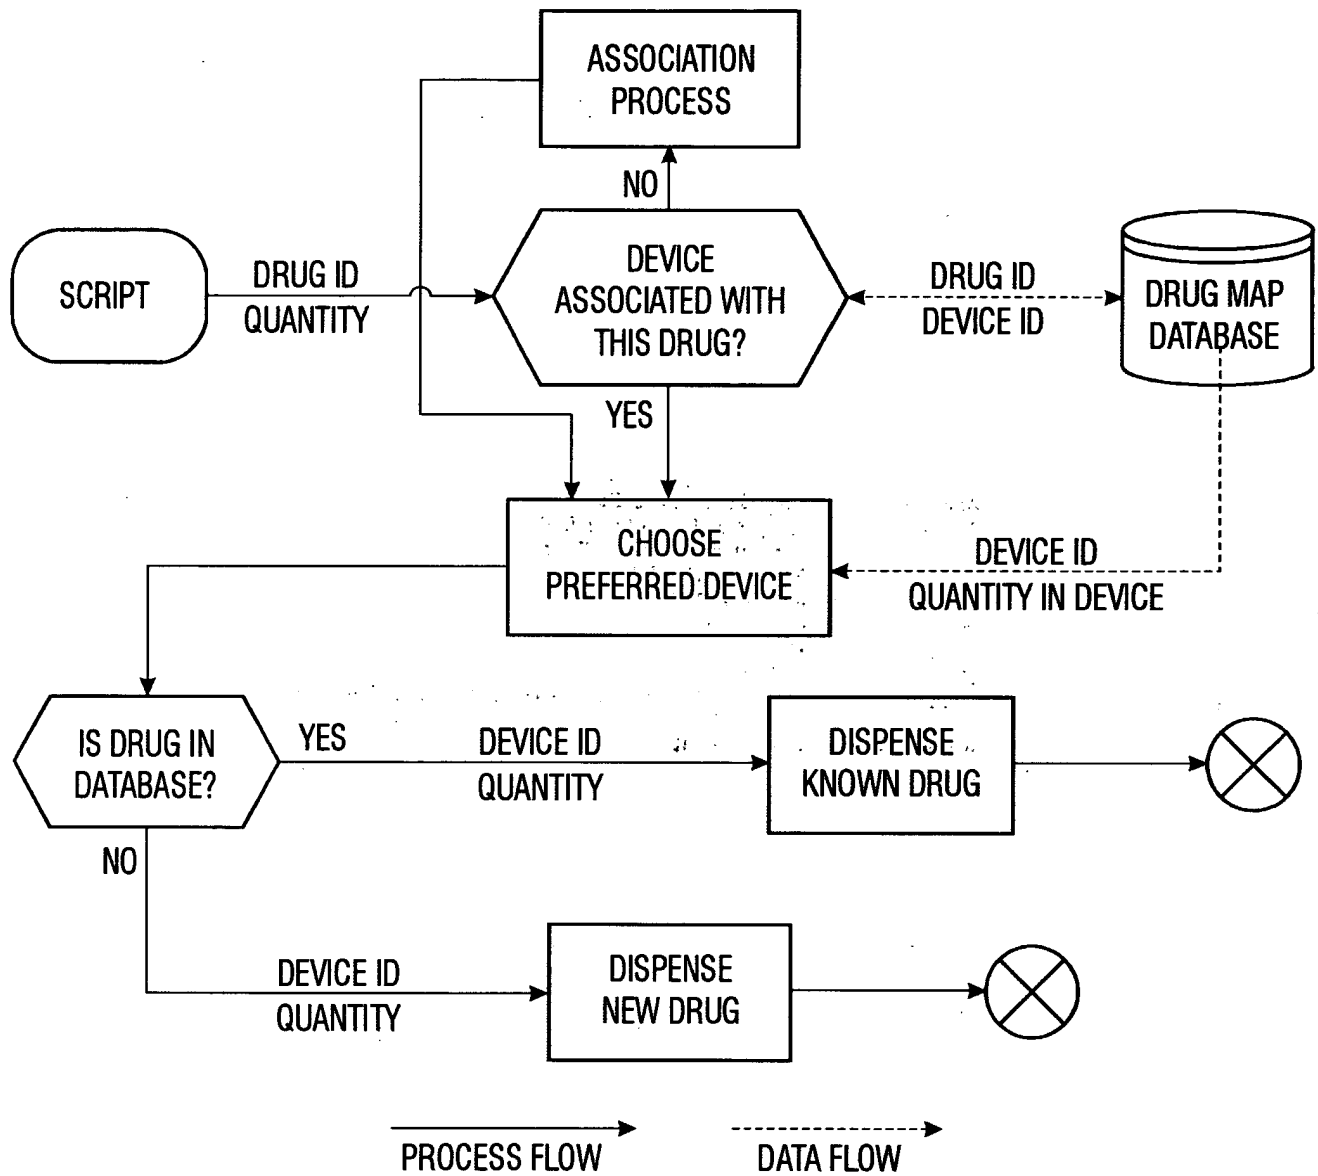 ASSOCIATION
PROCESS
NO
SCRIPT
DRUG ID
QUANTITY
DEVICE
ASSOCIATED WITH
THIS DRUG?
DRUG ID
DEVICE ID
DRUG MAP
DATABASE
YES
CHOOSE
PREFERRED DEVICE
DEVICE ID
QUANTITY IN DEVICE
IS DRUG IN
DATABASE?
YES
DEVICE ID
QUANTITY
DISPENSE
KNOWN DRUG
NO
DEVICE ID
QUANTITY
DISPENSE
NEW DRUG
PROCESS FLOW
DATA FLOW